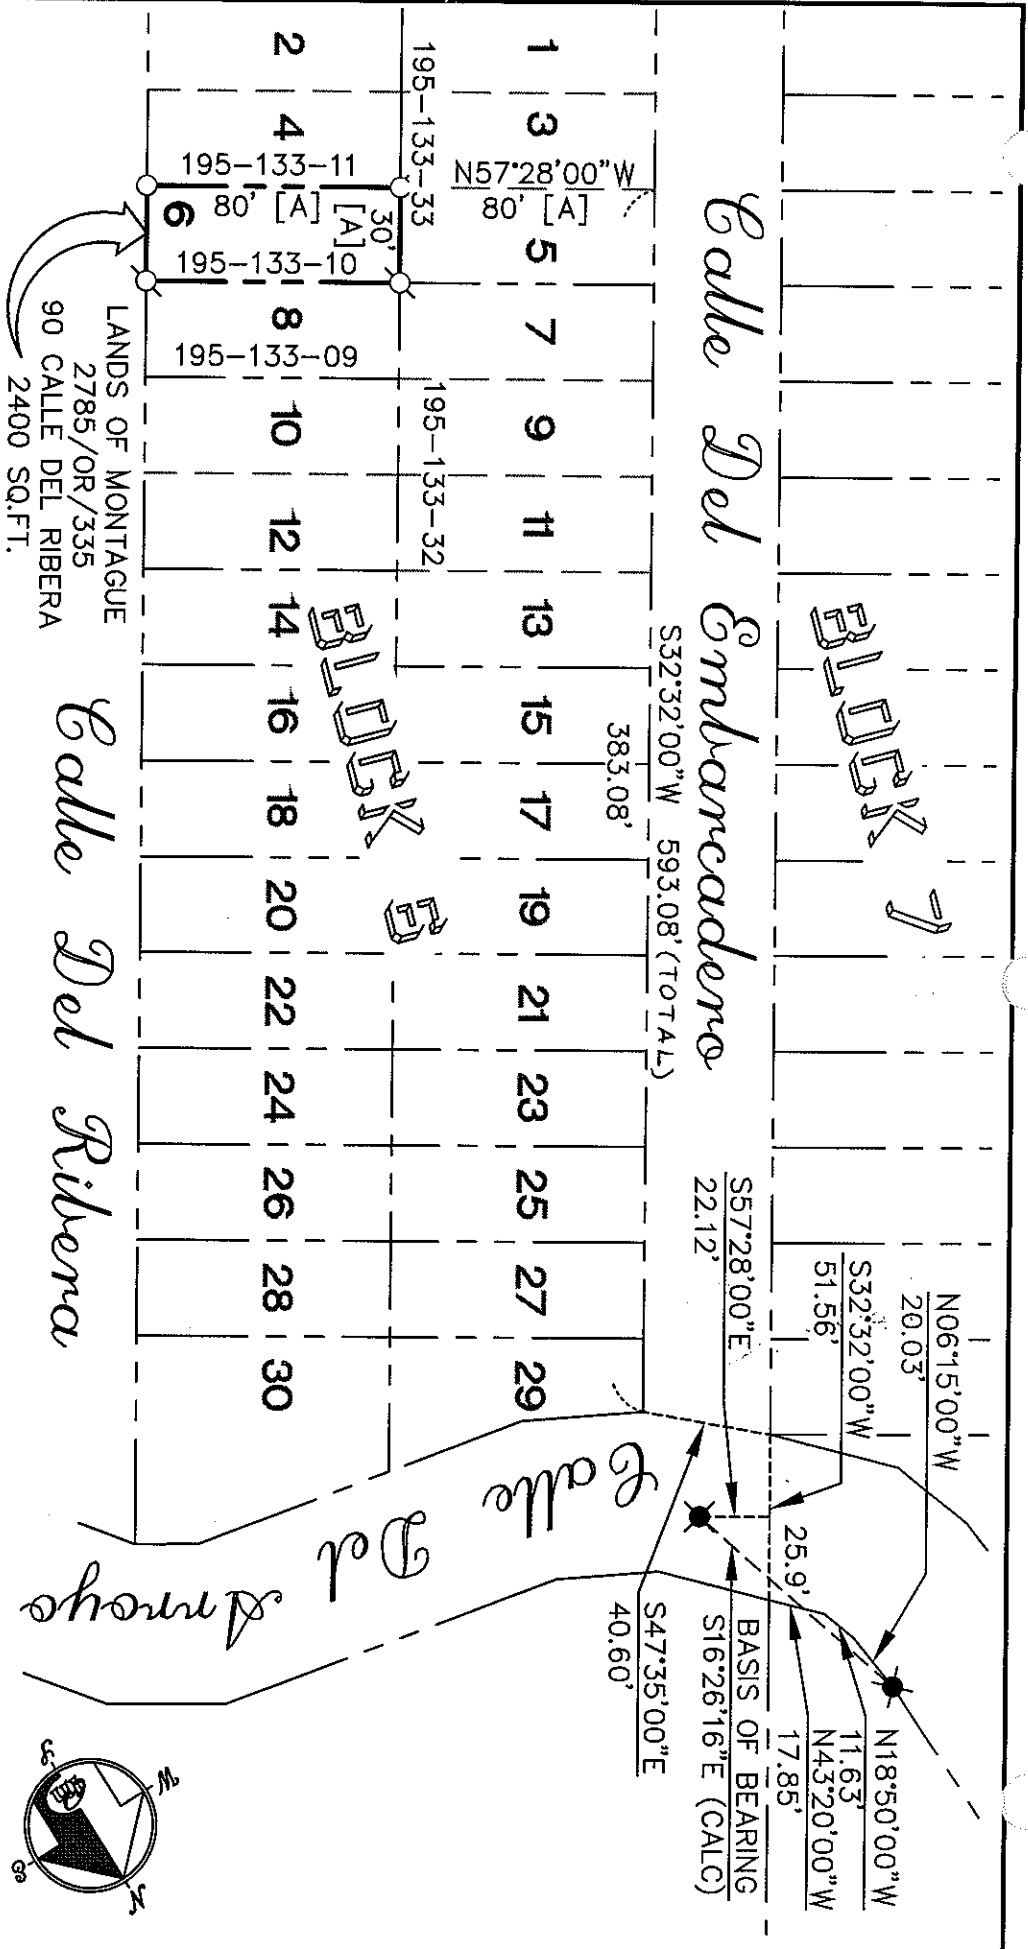 BLOCK 7
N06°15'00"W
20.03'
S32°32'00"W
51.56'
S57°28'00"E
22.12'
N18°50'00"W
11.63'
N43°20'00"W
17.85'
25.9'
BASIS OF BEARING
S16°26'16"E (CALC)
S47°35'00"E
40.60'
Calle Del Embarcadero
S32°32'00"W 593.08' (TOTAL)
383.08'
N57°28'00"W
80' [A]
1 3 5 7 9 11 13 15 17 19 21 23 25 27 29
195-133-33
195-133-32
BLOCK 6
2 4 6 8 10 12 14 16 18 20 22 24 26 28 30
195-133-11
80' [A]
30'
[A]
195-133-10
195-133-09
LANDS OF MONTAGUE
2785/OR/335
90 CALLE DEL RIBERA
2400 SQ.FT.
Calle Del Ribera
Calle
Del
Arroyo
N
W
S